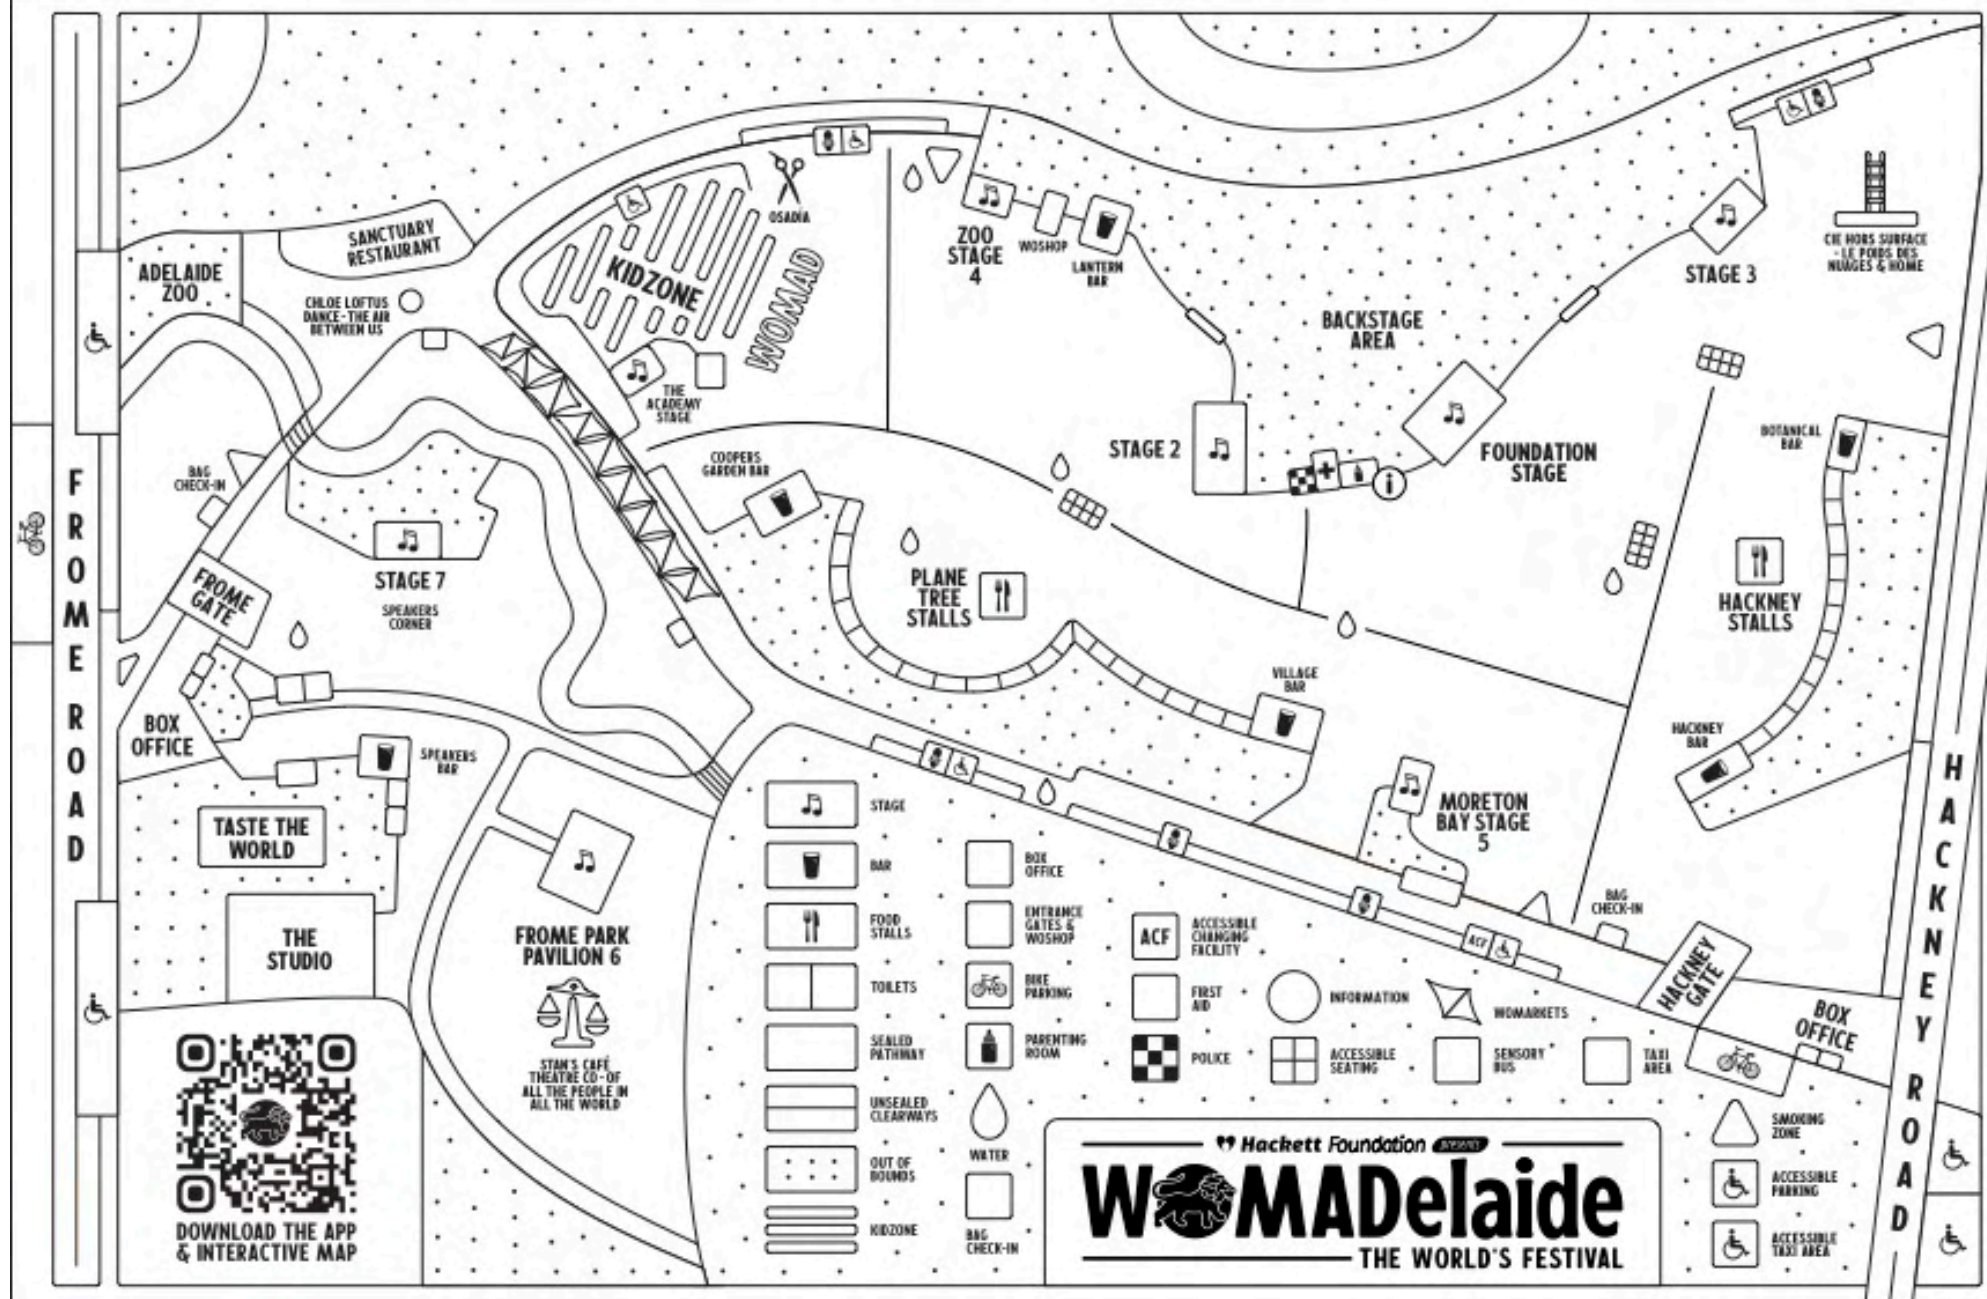 SANCTUARY
RESTAURANT
ADELAIDE
ZOO
CHLOE LOFTUS
DANCE - THE AIR
BETWEEN US
KIDZONE
OSADÍA
WOMAD
THE
ACADEMY
STAGE
ZOO
STAGE
4
WOSHOP
LANTERN
BAR
BACKSTAGE
AREA
STAGE 3
CIE HORS SURFACE
- LE POIDS DES
NUAGES & HOME
STAGE 2
FOUNDATION
STAGE
BOTANICAL
BAR
COOPERS
GARDEN BAR
BAG
CHECK-IN
FROME
GATE
STAGE 7
SPEAKERS
CORNER
PLANE
TREE
STALLS
HACKNEY
STALLS
VILLAGE
BAR
HACKNEY
BAR
FROME ROAD
BOX
OFFICE
SPEAKERS
BAR
TASTE THE
WORLD
THE
STUDIO
FROME PARK
PAVILION 6
STAN'S CAFÉ
THEATRE CO - OF
ALL THE PEOPLE IN
ALL THE WORLD
MORETON
BAY STAGE
5
BAG
CHECK-IN
ACF
HACKNEY
GATE
BOX
OFFICE
HACKNEY ROAD
STAGE
BAR
FOOD
STALLS
TOILETS
SEALED
PATHWAY
UNSEALED
CLEARWAYS
OUT OF
BOUNDS
KIDZONE
BOX
OFFICE
ENTRANCE
GATES &
WOSHOP
BIKE
PARKING
PARENTING
ROOM
WATER
BAG
CHECK-IN
ACF
ACCESSIBLE
CHANGING
FACILITY
FIRST
AID
POLICE
INFORMATION
ACCESSIBLE
SEATING
WOMARKETS
SENSORY
BUS
TAXI
AREA
SMOKING
ZONE
ACCESSIBLE
PARKING
ACCESSIBLE
TAXI AREA
DOWNLOAD THE APP
& INTERACTIVE MAP
Hackett Foundation presents
WOMADelaide
THE WORLD'S FESTIVAL